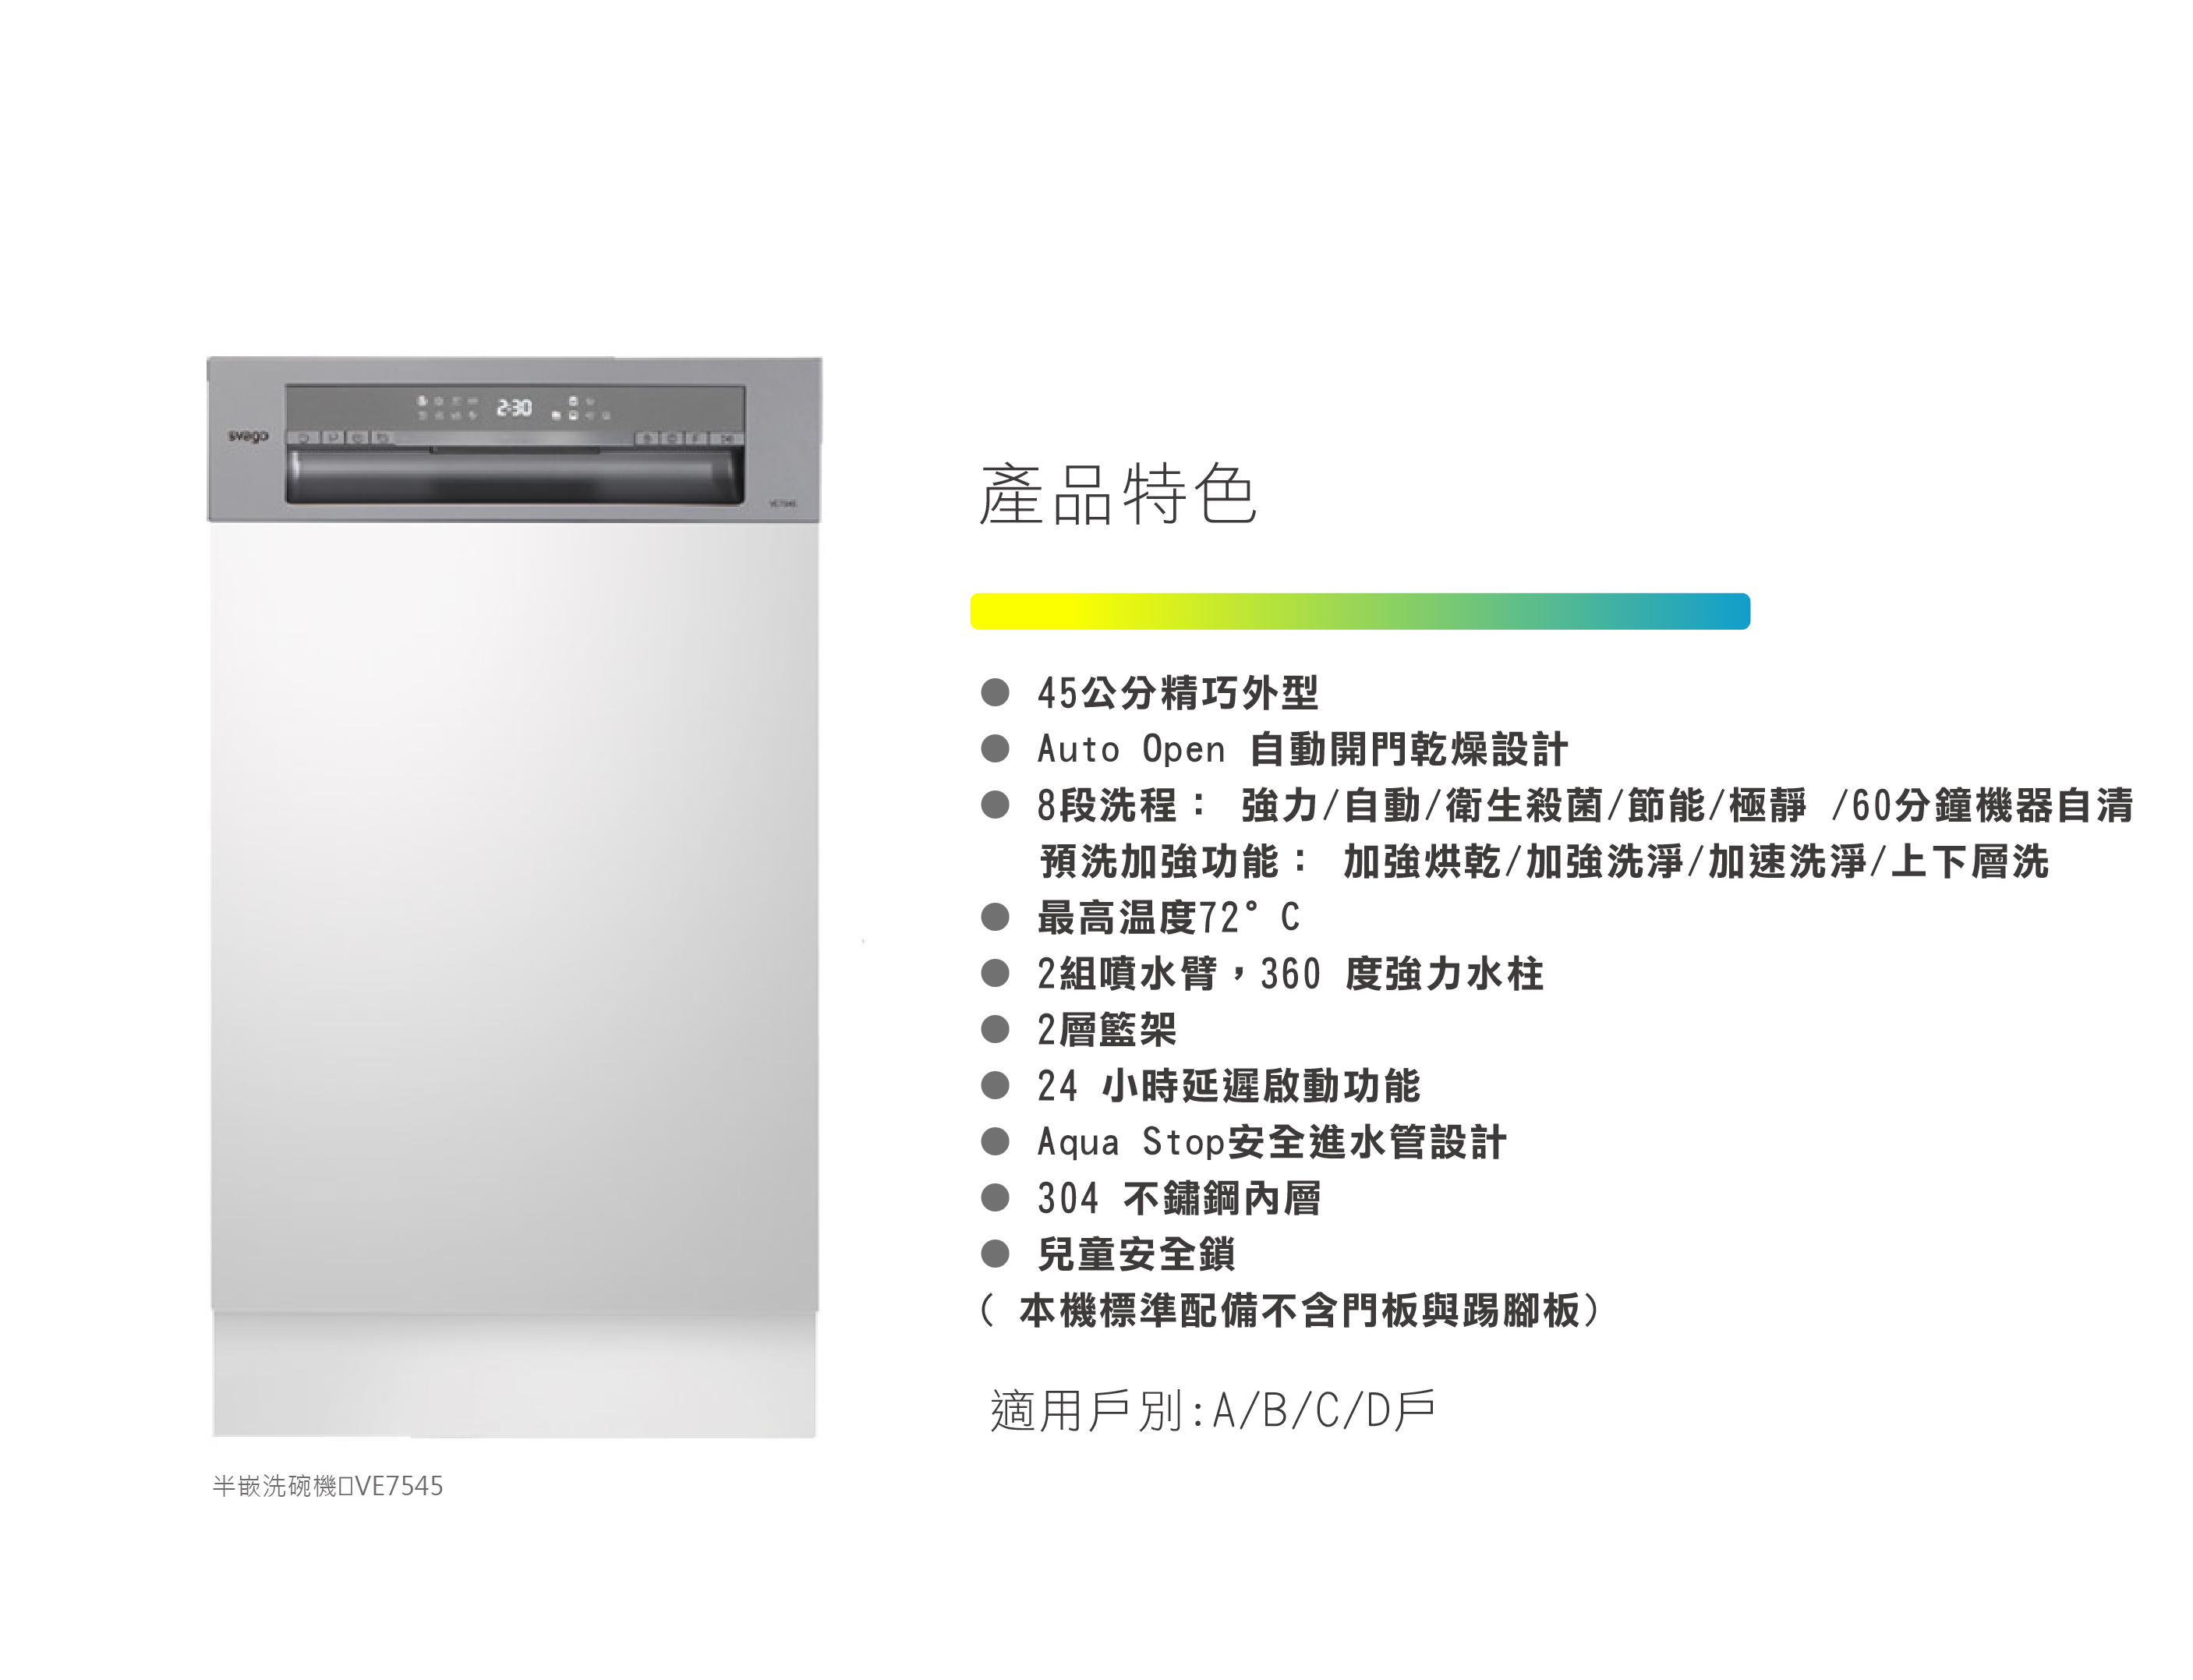 svago
2:30
VE7545
半嵌洗碗機□VE7545
產品特色
● 45公分精巧外型
● Auto Open 自動開門乾燥設計
● 8段洗程： 強力/自動/衛生殺菌/節能/極靜 /60分鐘機器自清
預洗加強功能： 加強烘乾/加強洗淨/加速洗淨/上下層洗
● 最高温度72°C
● 2組噴水臂，360 度強力水柱
● 2層籃架
● 24 小時延遲啟動功能
● Aqua Stop安全進水管設計
● 304 不鏽鋼內層
● 兒童安全鎖
( 本機標準配備不含門板與踢腳板)
適用戶別:A/B/C/D戶